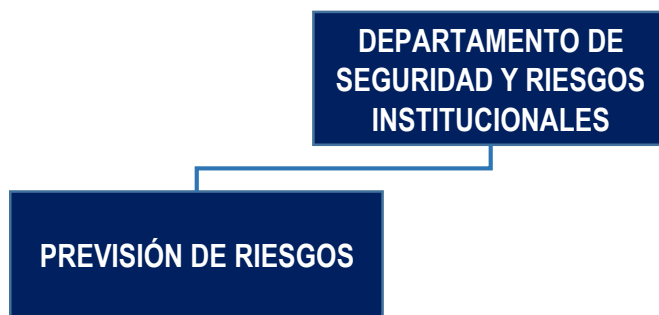 DEPARTAMENTO DE
SEGURIDAD Y RIESGOS
INSTITUCIONALES
PREVISIÓN DE RIESGOS